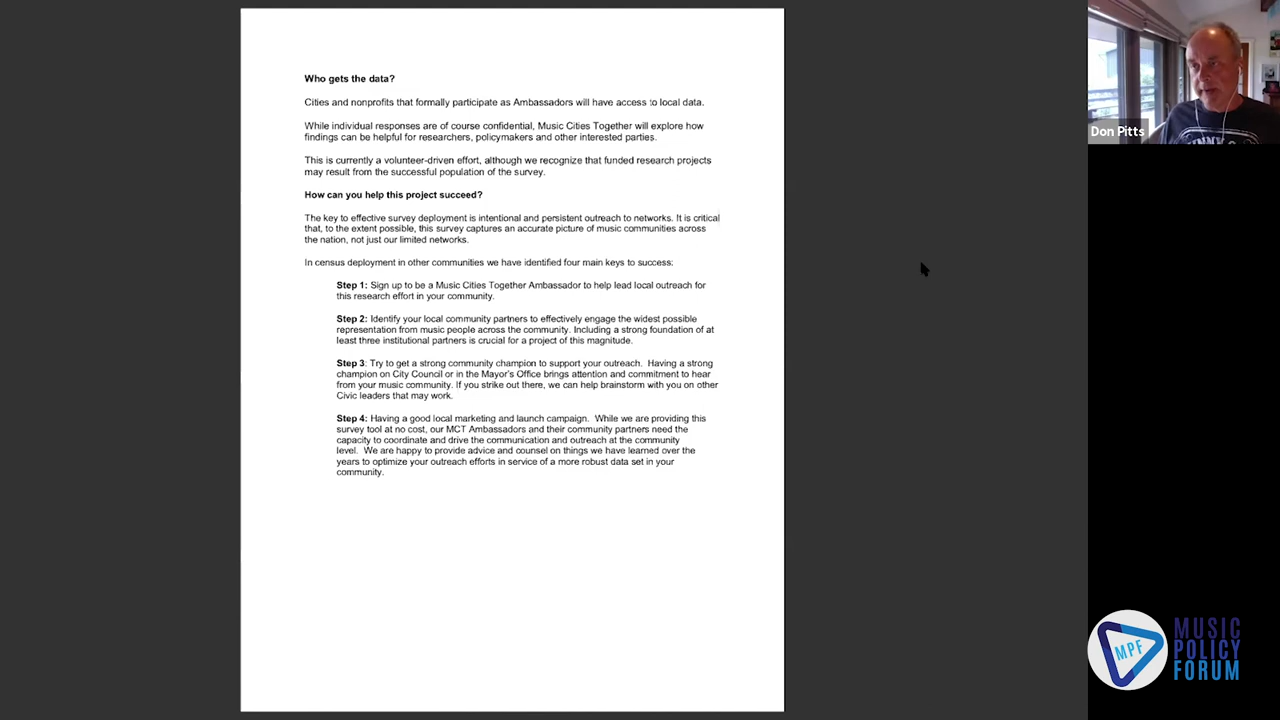 Who gets the data?
Cities and nonprofits that formally participate as Ambassadors will have access to local data.
While individual responses are of course confidential, Music Cities Together will explore how
findings can be helpful for researchers, policymakers and other interested parties.
This is currently a volunteer-driven effort, although we recognize that funded research projects
may result from the successful population of the survey.
How can you help this project succeed?
The key to effective survey deployment is intentional and persistent outreach to networks. It is critical
that, to the extent possible, this survey captures an accurate picture of music communities across
the nation, not just our limited networks.
In census deployment in other communities we have identified four main keys to success:
Step 1: Sign up to be a Music Cities Together Ambassador to help lead local outreach for
this research effort in your community.
Step 2: Identify your local community partners to effectively engage the widest possible
representation from music people across the community. Including a strong foundation of at
least three institutional partners is crucial for a project of this magnitude.
Step 3: Try to get a strong community champion to support your outreach. Having a strong
champion on City Council or in the Mayor's Office brings attention and commitment to hear
from your music community. If you strike out there, we can help brainstorm with you on other
Civic leaders that may work.
Step 4: Having a good local marketing and launch campaign. While we are providing this
survey tool at no cost, our MCT Ambassadors and their community partners need the
capacity to coordinate and drive the communication and outreach at the community
level. We are happy to provide advice and counsel on things we have learned over the
years to optimize your outreach efforts in service of a more robust data set in your
community.
Don Pitts
MPF
MUSIC
POLICY
FORUM